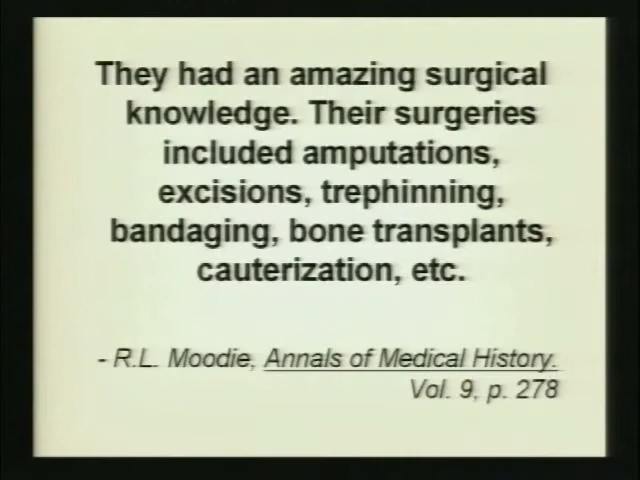 They had an amazing surgical
knowledge. Their surgeries
included amputations,
excisions, trephinning,
bandaging, bone transplants,
cauterization, etc.
- R.L. Moodie, Annals of Medical History.
Vol. 9, p. 278